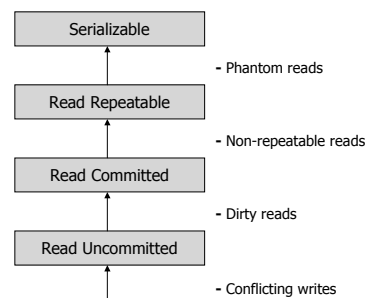 Serializable
- Phantom reads
Read Repeatable
- Non-repeatable reads
Read Committed
- Dirty reads
Read Uncommitted
- Conflicting writes